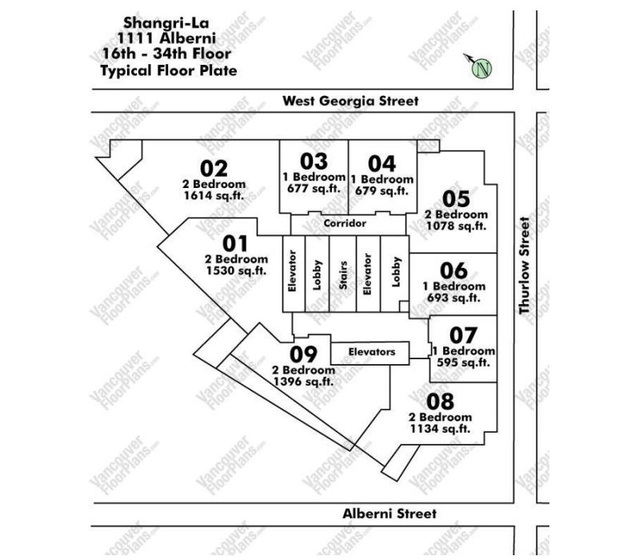 Shangri-La
1111 Alberni
16th - 34th Floor
Typical Floor Plate
N
West Georgia Street
02
2 Bedroom
1614 sq.ft.
03
1 Bedroom
677 sq.ft.
04
1 Bedroom
679 sq.ft.
05
2 Bedroom
1078 sq.ft.
Corridor
01
2 Bedroom
1530 sq.ft.
Elevator
Lobby
Stairs
Elevator
Lobby
06
1 Bedroom
693 sq.ft.
Thurlow Street
07
1 Bedroom
595 sq.ft.
Elevators
09
2 Bedroom
1396 sq.ft.
08
2 Bedroom
1134 sq.ft.
Alberni Street
Vancouver
FloorPlans.com